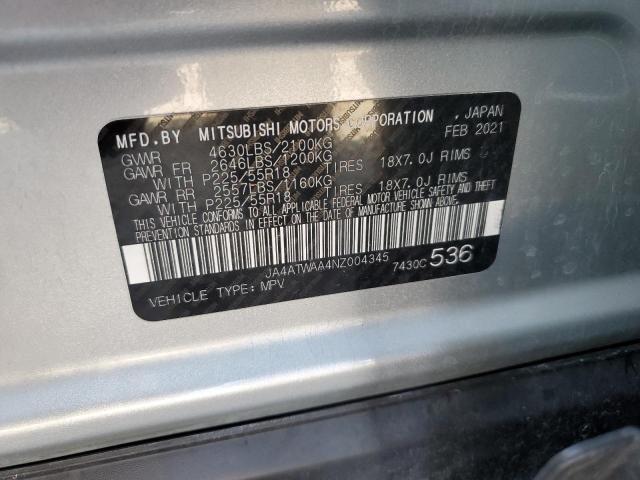 MFD.BY MITSUBISHI MOTORS CORPORATION , JAPAN
FEB 2021
GVWR 4630LBS/2100KG
GAWR FR 2646LBS/1200KG
WITH P225/55R18 TIRES 18X7.0J RIMS
GAWR RR 2557LBS/1160KG
WITH P225/55R18 TIRES 18X7.0J RIMS
THIS VEHICLE CONFORMS TO ALL APPLICABLE FEDERAL MOTOR VEHICLE SAFETY AND THEFT
PREVENTION STANDARDS IN EFFECT ON THE DATE OF MANUFACTURE SHOWN ABOVE.
JA4ATWAA4NZ004345 7430C 536
VEHICLE TYPE: MPV